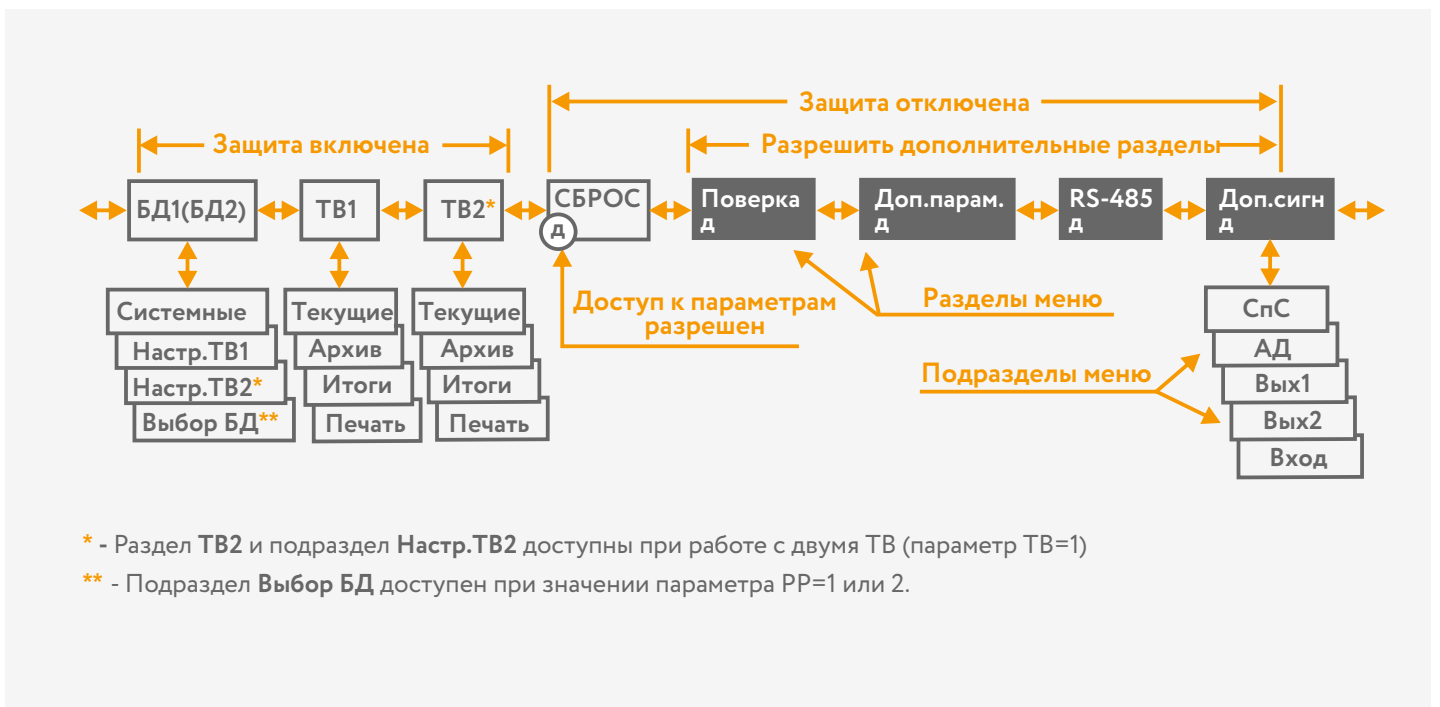 Защита отключена
Защита включена
Разрешить дополнительные разделы
БД1(БД2)
ТВ1
ТВ2*
СБРОС
д
Поверка
д
Доп.парам.
д
RS-485
д
Доп.сигн
д
Системные
Настр.ТВ1
Настр.ТВ2*
Выбор БД**
Текущие
Архив
Итоги
Печать
Текущие
Архив
Итоги
Печать
Доступ к параметрам
разрешен
Разделы меню
Подразделы меню
СпС
АД
Вых1
Вых2
Вход
* - Раздел ТВ2 и подраздел Настр.ТВ2 доступны при работе с двумя ТВ (параметр ТВ=1)
** - Подраздел Выбор БД доступен при значении параметра РР=1 или 2.